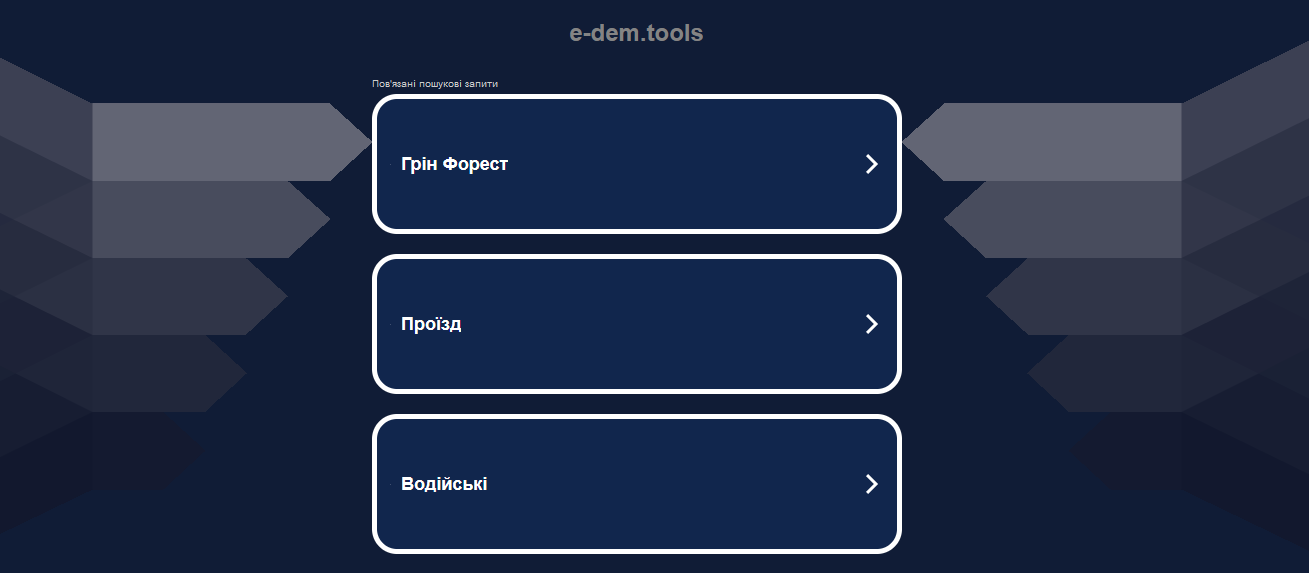 e-dem.tools
Пов'язані пошукові запити
Грін Форест
Проїзд
Водійські